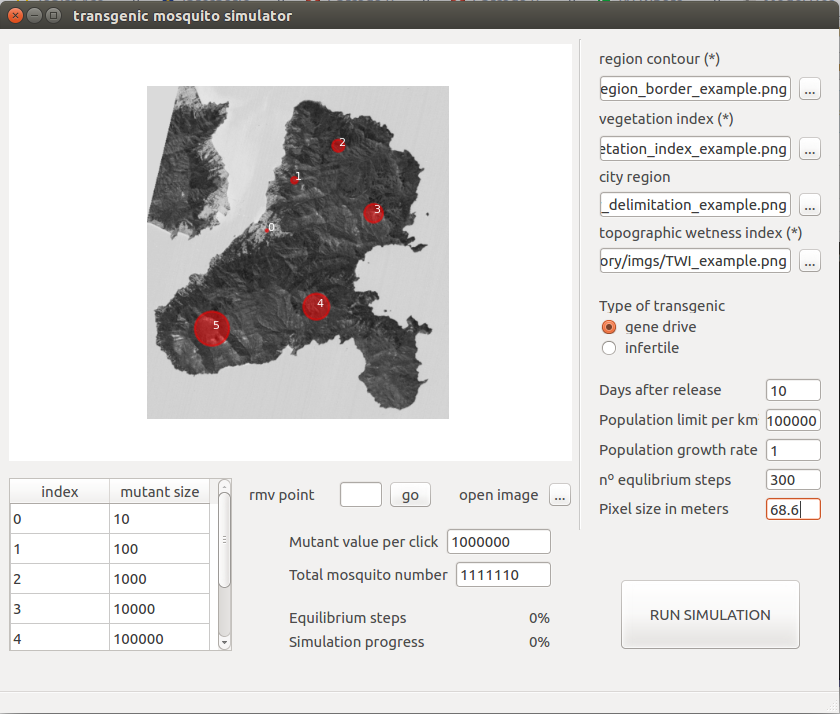 transgenic mosquito simulator
2
1
3
0
4
5
region contour (*)
egion_border_example.png
...
vegetation index (*)
etation_index_example.png
...
city region
_delimitation_example.png
...
topographic wetness index (*)
ory/imgs/TWI_example.png
...
Type of transgenic
gene drive
infertile
Days after release 10
Population limit per km 100000
Population growth rate 1
nº equlibrium steps 300
Pixel size in meters 68.6
index mutant size
0 10
1 100
2 1000
3 10000
4 100000
rmv point go open image ...
Mutant value per click 1000000
Total mosquito number 1111110
Equilibrium steps 0%
Simulation progress 0%
RUN SIMULATION